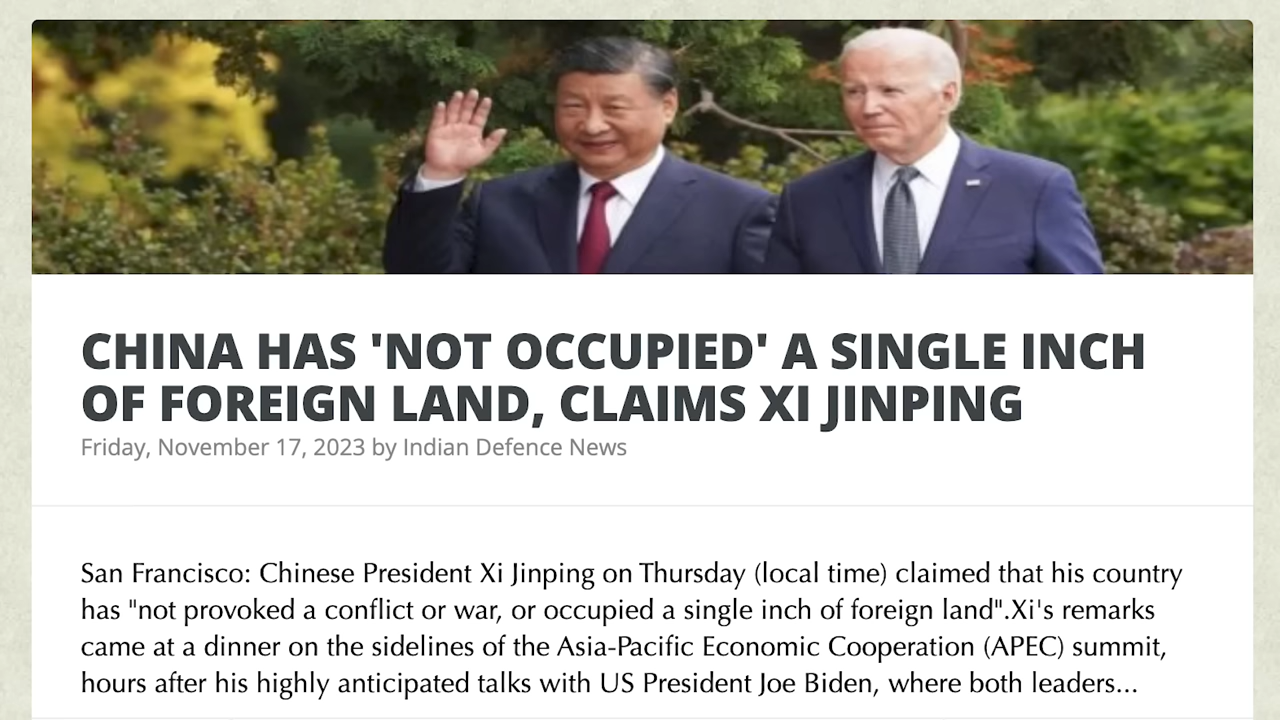 CHINA HAS 'NOT OCCUPIED' A SINGLE INCH
OF FOREIGN LAND, CLAIMS XI JINPING
Friday, November 17, 2023 by Indian Defence News
San Francisco: Chinese President Xi Jinping on Thursday (local time) claimed that his country
has "not provoked a conflict or war, or occupied a single inch of foreign land".Xi's remarks
came at a dinner on the sidelines of the Asia-Pacific Economic Cooperation (APEC) summit,
hours after his highly anticipated talks with US President Joe Biden, where both leaders...